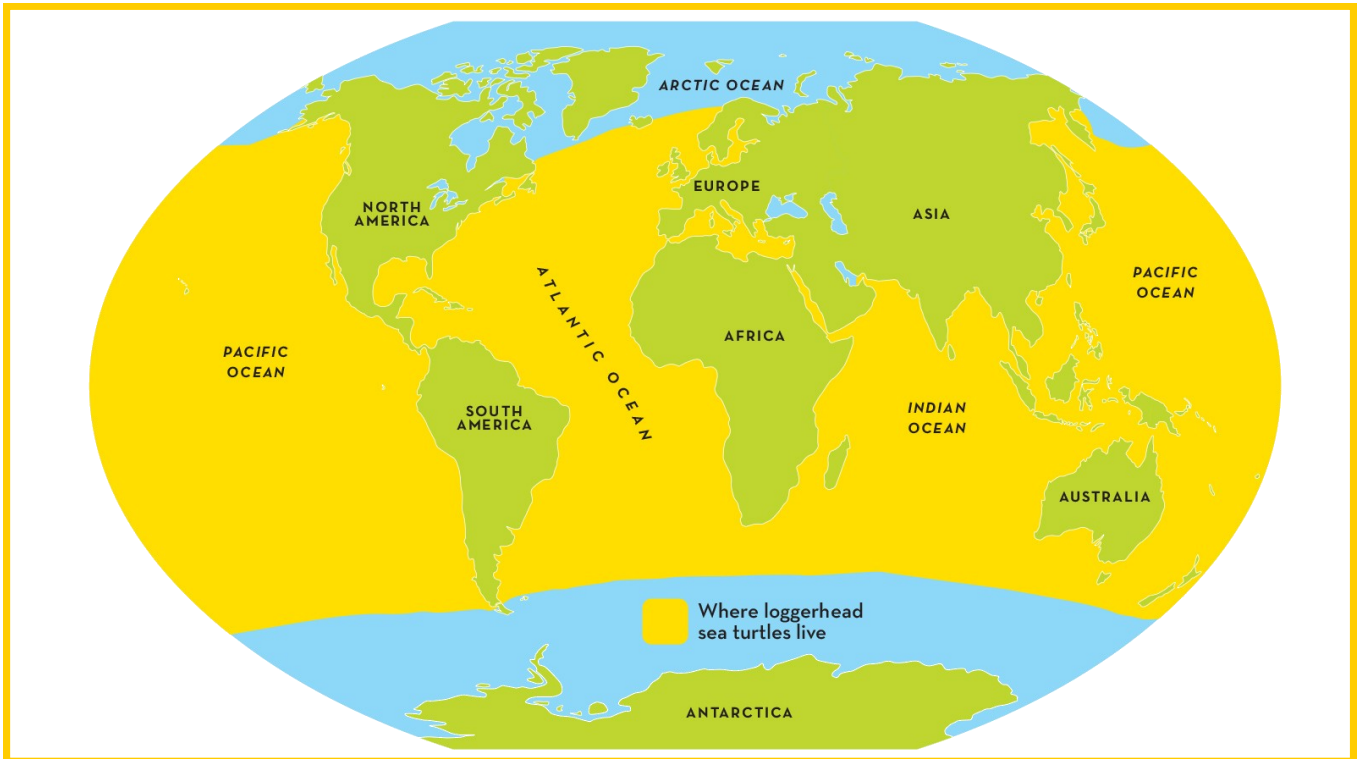 ARCTIC OCEAN
NORTH
AMERICA
EUROPE
ASIA
PACIFIC
OCEAN
ATLANTIC OCEAN
AFRICA
PACIFIC
OCEAN
SOUTH
AMERICA
INDIAN
OCEAN
AUSTRALIA
Where loggerhead
sea turtles live
ANTARCTICA